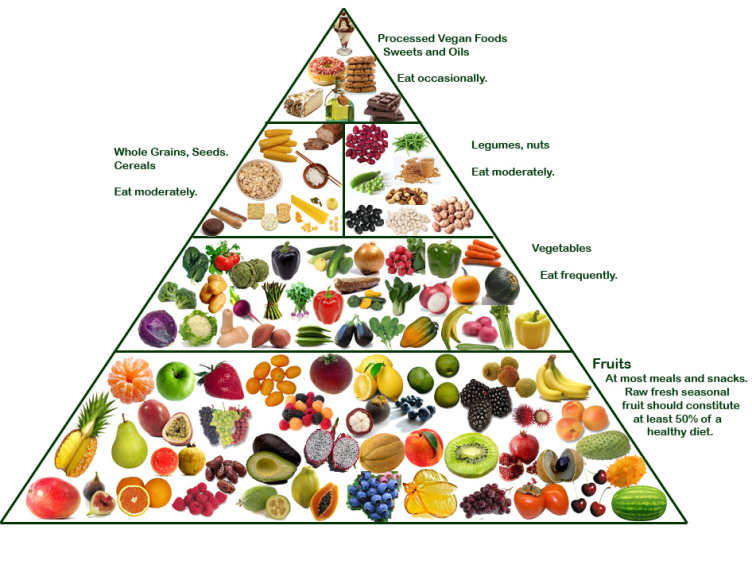 Processed Vegan Foods
Sweets and Oils
Eat occasionally.
Whole Grains, Seeds.
Cereals
Eat moderately.
Legumes, nuts
Eat moderately.
Vegetables
Eat frequently.
Fruits
At most meals and snacks.
Raw fresh seasonal
fruit should constitute
at least 50% of a
healthy diet.